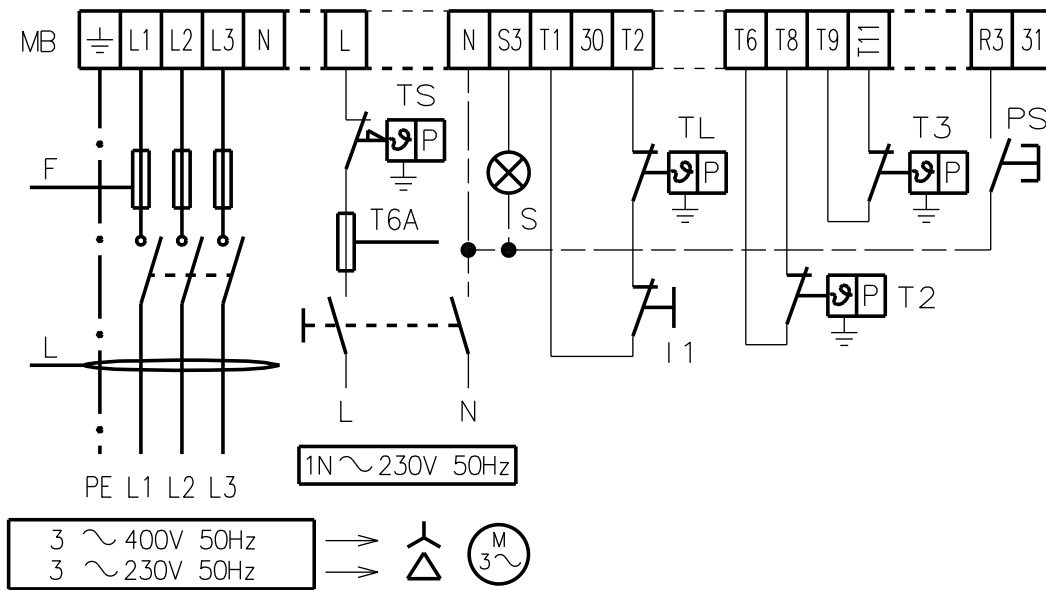 MB L1 L2 L3 N L N S3 T1 30 T2 T6 T8 T9 T11 R3 31
TS ϑ P TL ϑ P T3 ϑ P PS
F
T6A S
ϑ P T2
L I1
L N
1N ~ 230V 50Hz
PE L1 L2 L3
3 ~ 400V 50Hz
3 ~ 230V 50Hz
M
3 ~